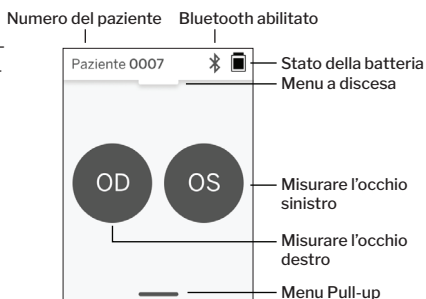 Numero del paziente Bluetooth abilitato
Paziente 0007
Stato della batteria
Menu a discesa
OD OS
Misurare l'occhio
sinistro
Misurare l'occhio
destro
Menu Pull-up